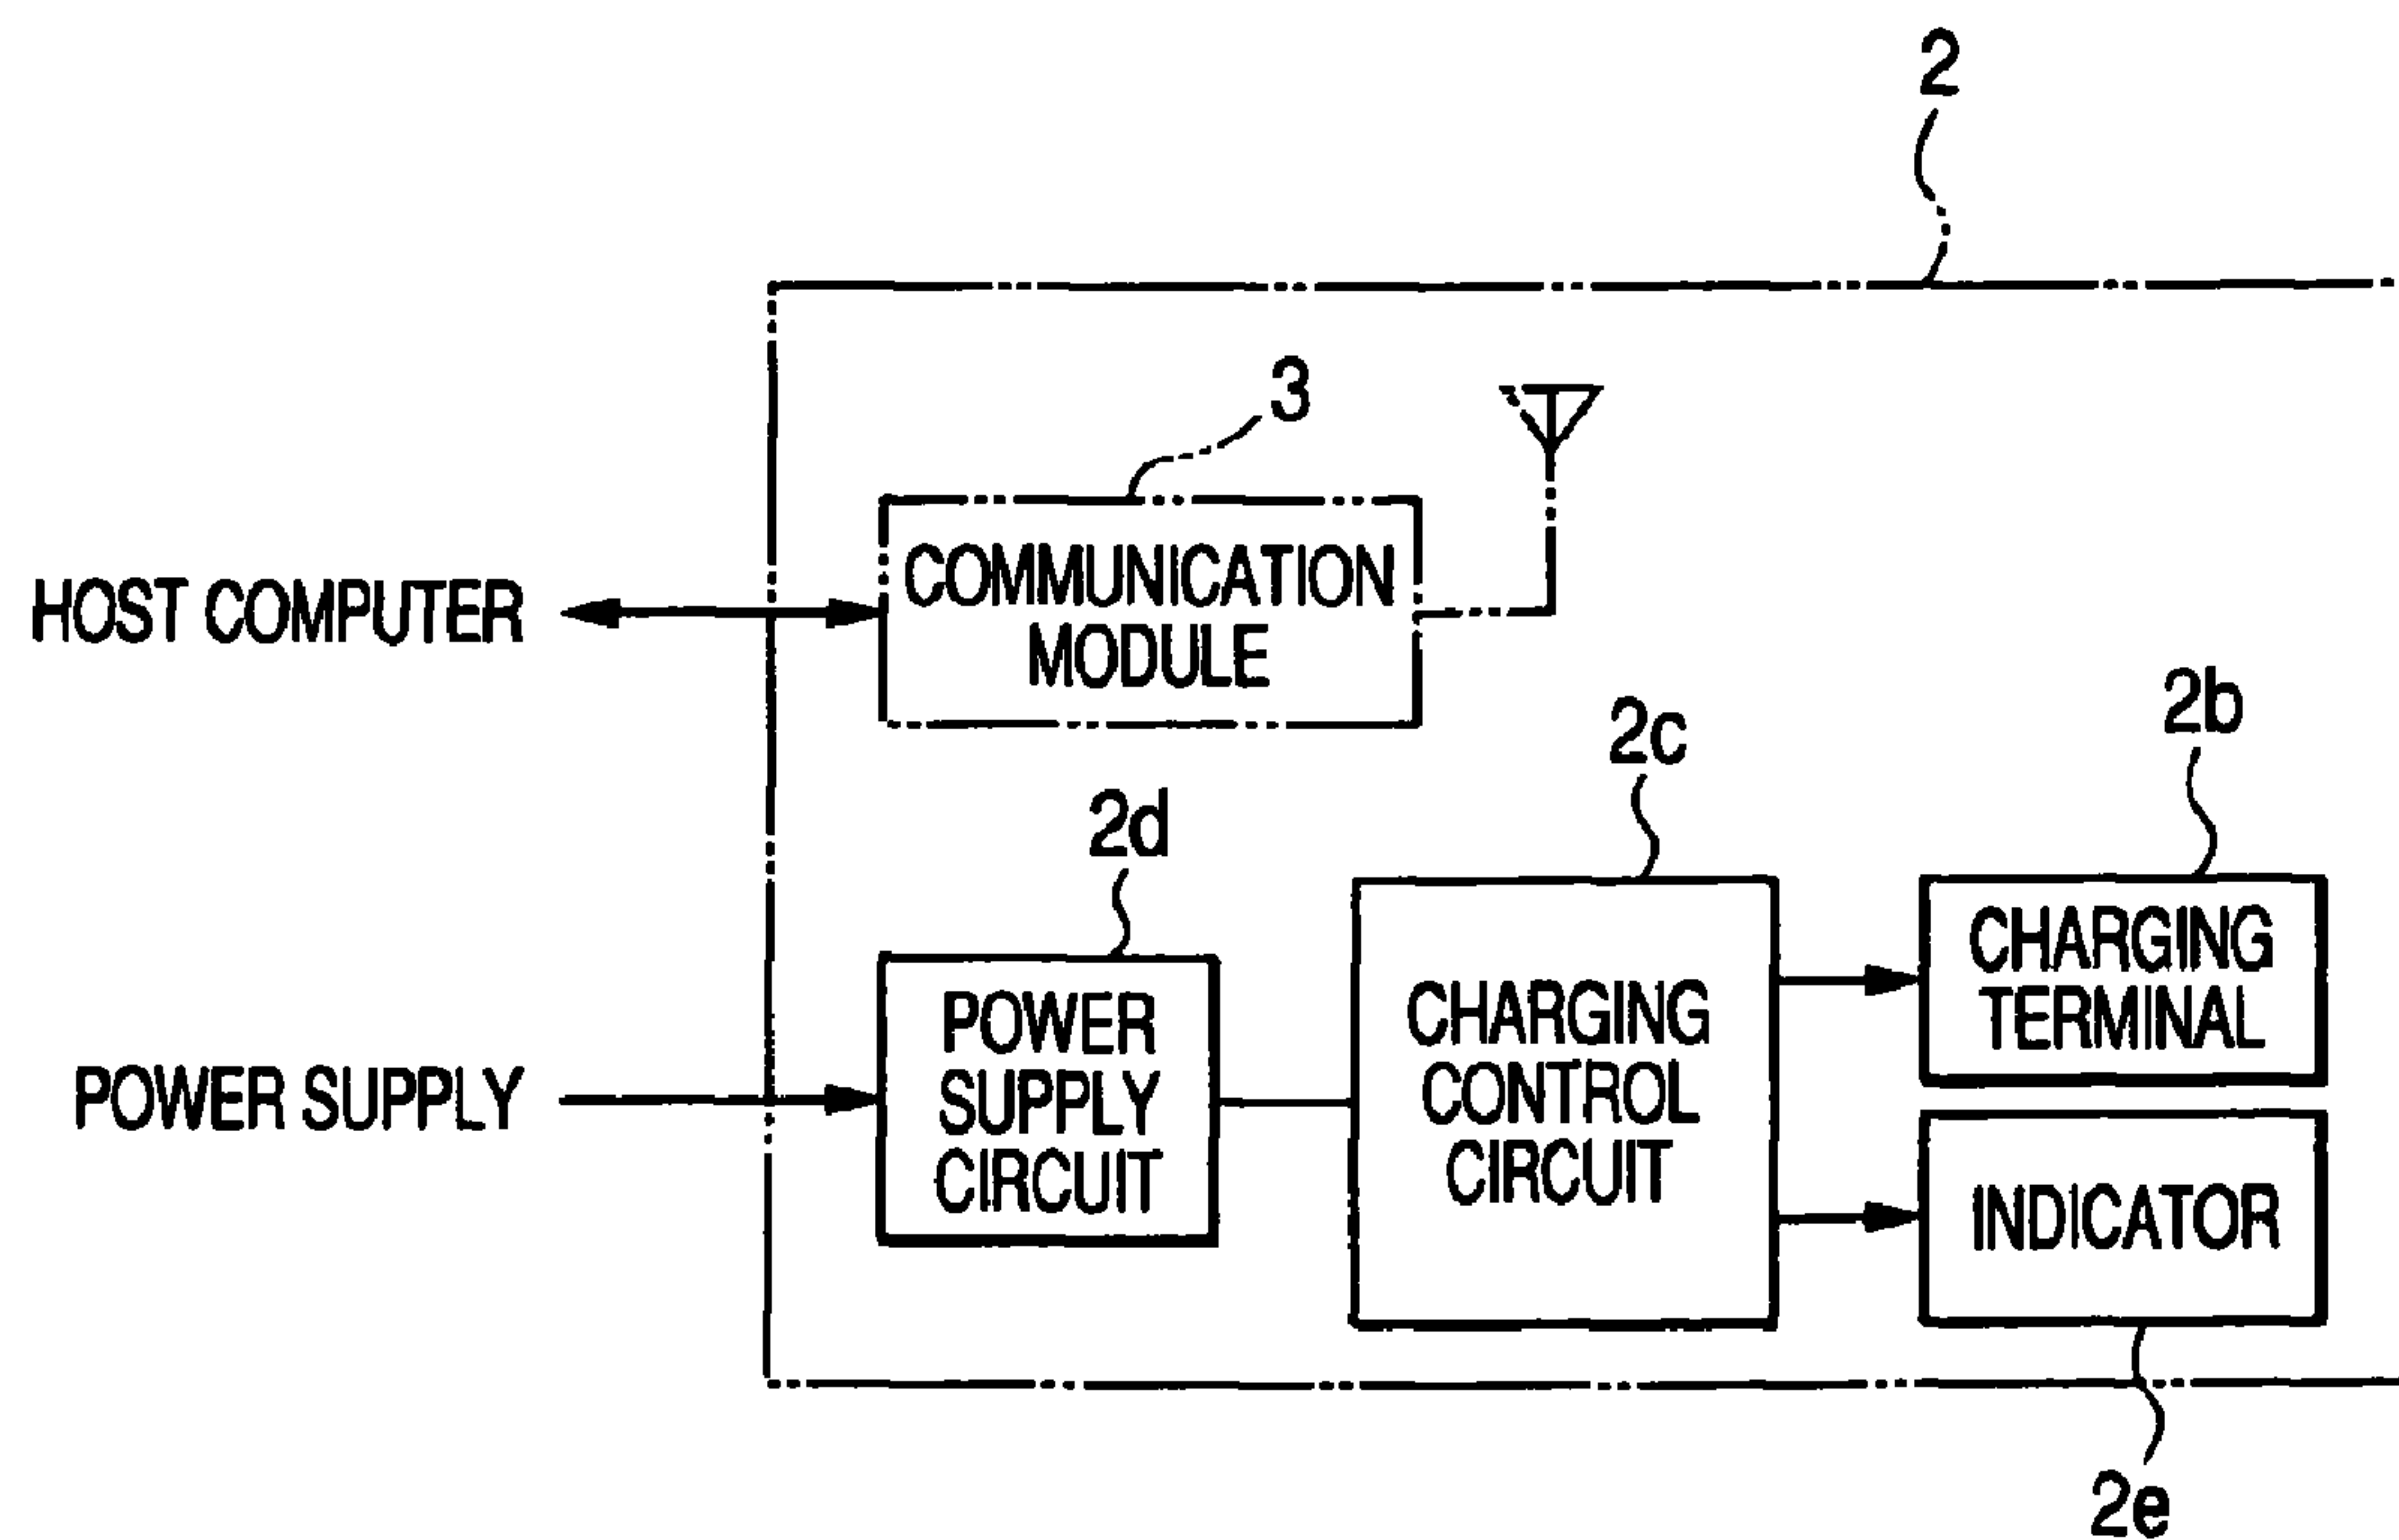 2
3
COMMUNICATION
MODULE
HOST COMPUTER
2b
2c
2d
CHARGING
TERMINAL
POWER
SUPPLY
CIRCUIT
CHARGING
CONTROL
CIRCUIT
POWER SUPPLY
INDICATOR
2e